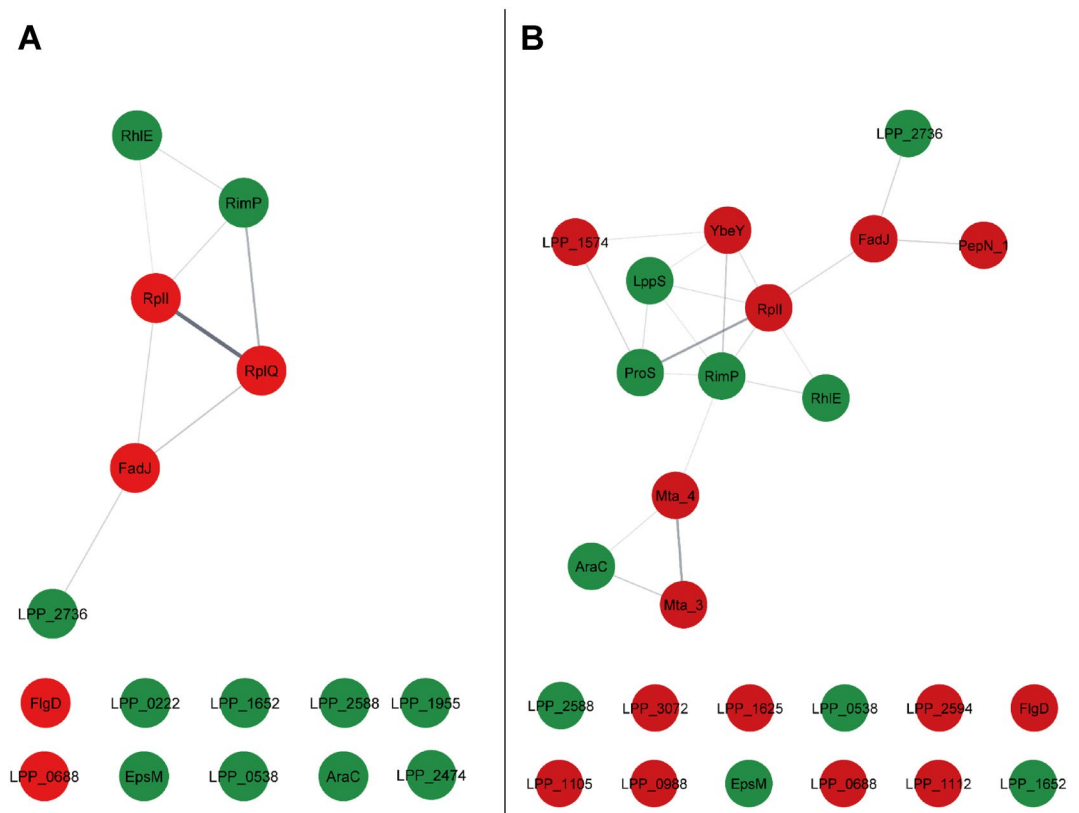 A
RhlE
RimP
RplI
RplQ
FadJ
LPP_2736
FlgD
LPP_0222
LPP_1652
LPP_2588
LPP_1955
LPP_0688
EpsM
LPP_0538
AraC
LPP_2474
B
LPP_2736
YbeY
LPP_1574
FadJ
PepN_1
LppS
RplI
ProS
RimP
RhlE
Mta_4
AraC
Mta_3
LPP_2588
LPP_3072
LPP_1625
LPP_0538
LPP_2594
FlgD
LPP_1105
LPP_0988
EpsM
LPP_0688
LPP_1112
LPP_1652